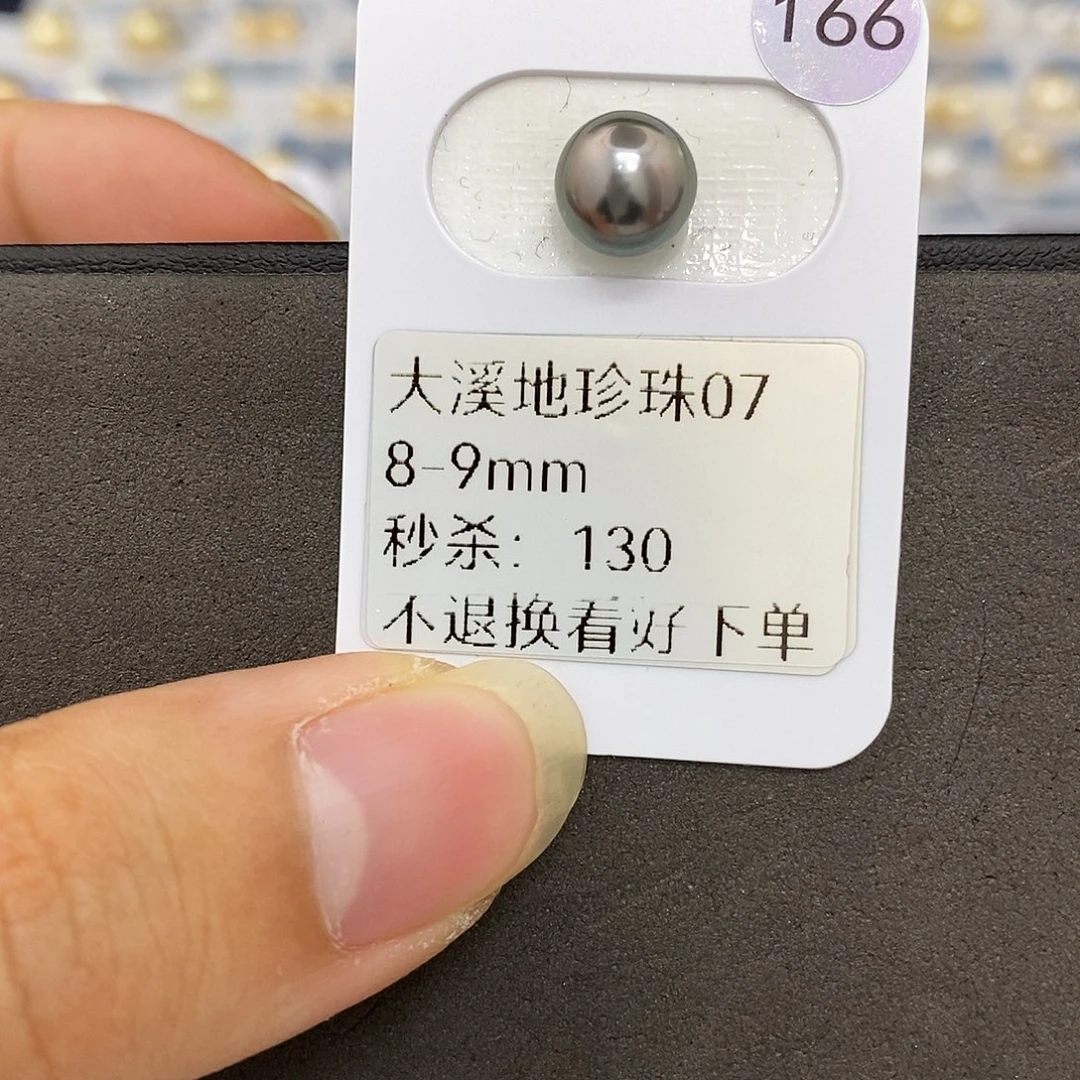 166
大溪地珍珠07
8-9mm
秒杀：130
不退换看好下单